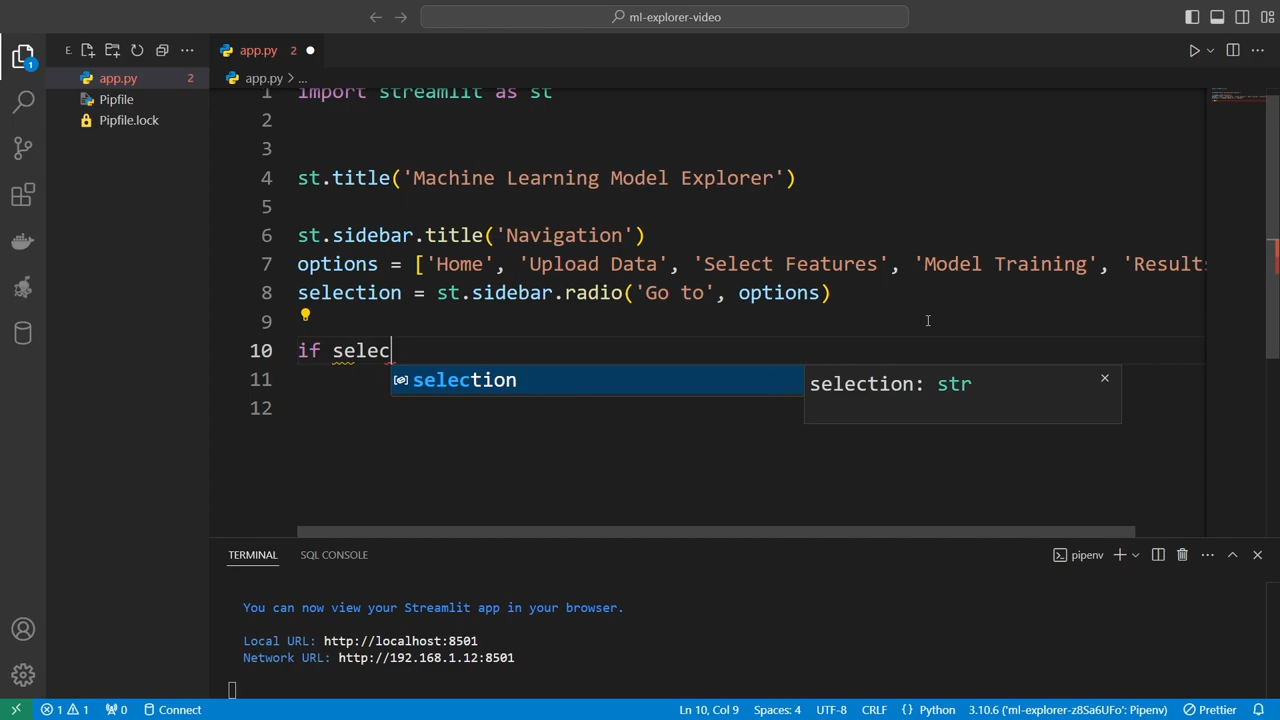 ml-explorer-video
E.
app.py 2
app.py 2
Pipfile
Pipfile.lock
1
app.py > ...
1 import streamlit as st
2
3
4 st.title('Machine Learning Model Explorer')
5
6 st.sidebar.title('Navigation')
7 options = ['Home', 'Upload Data', 'Select Features', 'Model Training', 'Results
8 selection = st.sidebar.radio('Go to', options)
9
10 if selec
11
12
selection
selection: str
TERMINAL
SQL CONSOLE
pipenv
You can now view your Streamlit app in your browser.
Local URL: http://localhost:8501
Network URL: http://192.168.1.12:8501
1 1 0 Connect Ln 10, Col 9 Spaces: 4 UTF-8 CRLF {} Python 3.10.6 ('ml-explorer-z8Sa6UFo': Pipenv) Prettier